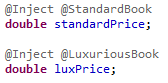 @Inject @StandardBook
double standardPrice;
@Inject @LuxuriousBook
double luxPrice;